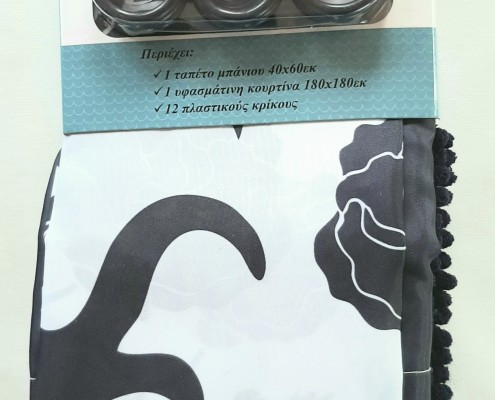 Περιέχει:
✓ 1 ταπέτο μπάνιου 40x60εκ
✓ 1 υφασμάτινη κουρτίνα 180x180εκ
✓ 12 πλαστικούς κρίκους